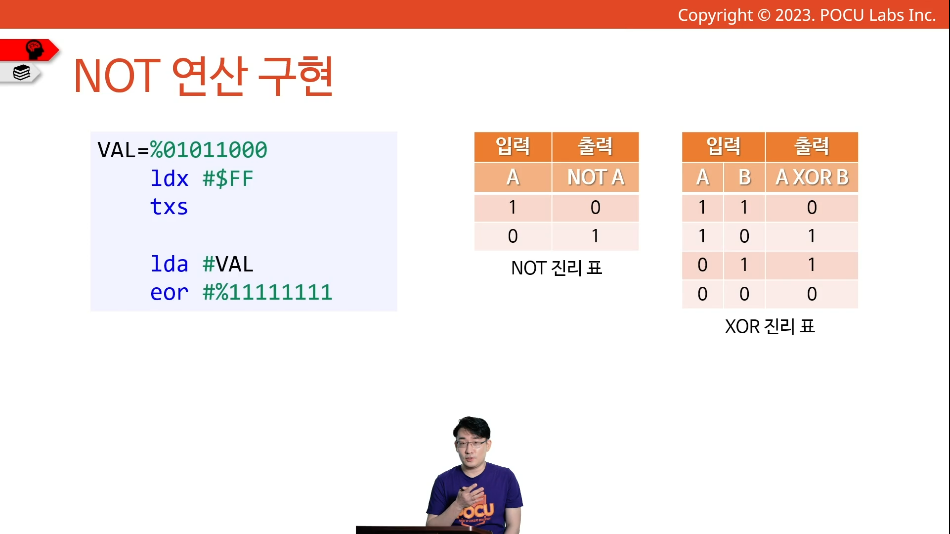 Copyright © 2023. POCU Labs Inc.
NOT 연산 구현
VAL=%01011000
ldx #$FF
txs
lda #VAL
eor #%11111111
입력 출력
A NOT A
1 0
0 1
NOT 진리 표
입력 출력
A B A XOR B
1 1 0
1 0 1
0 1 1
0 0 0
XOR 진리 표
POCU